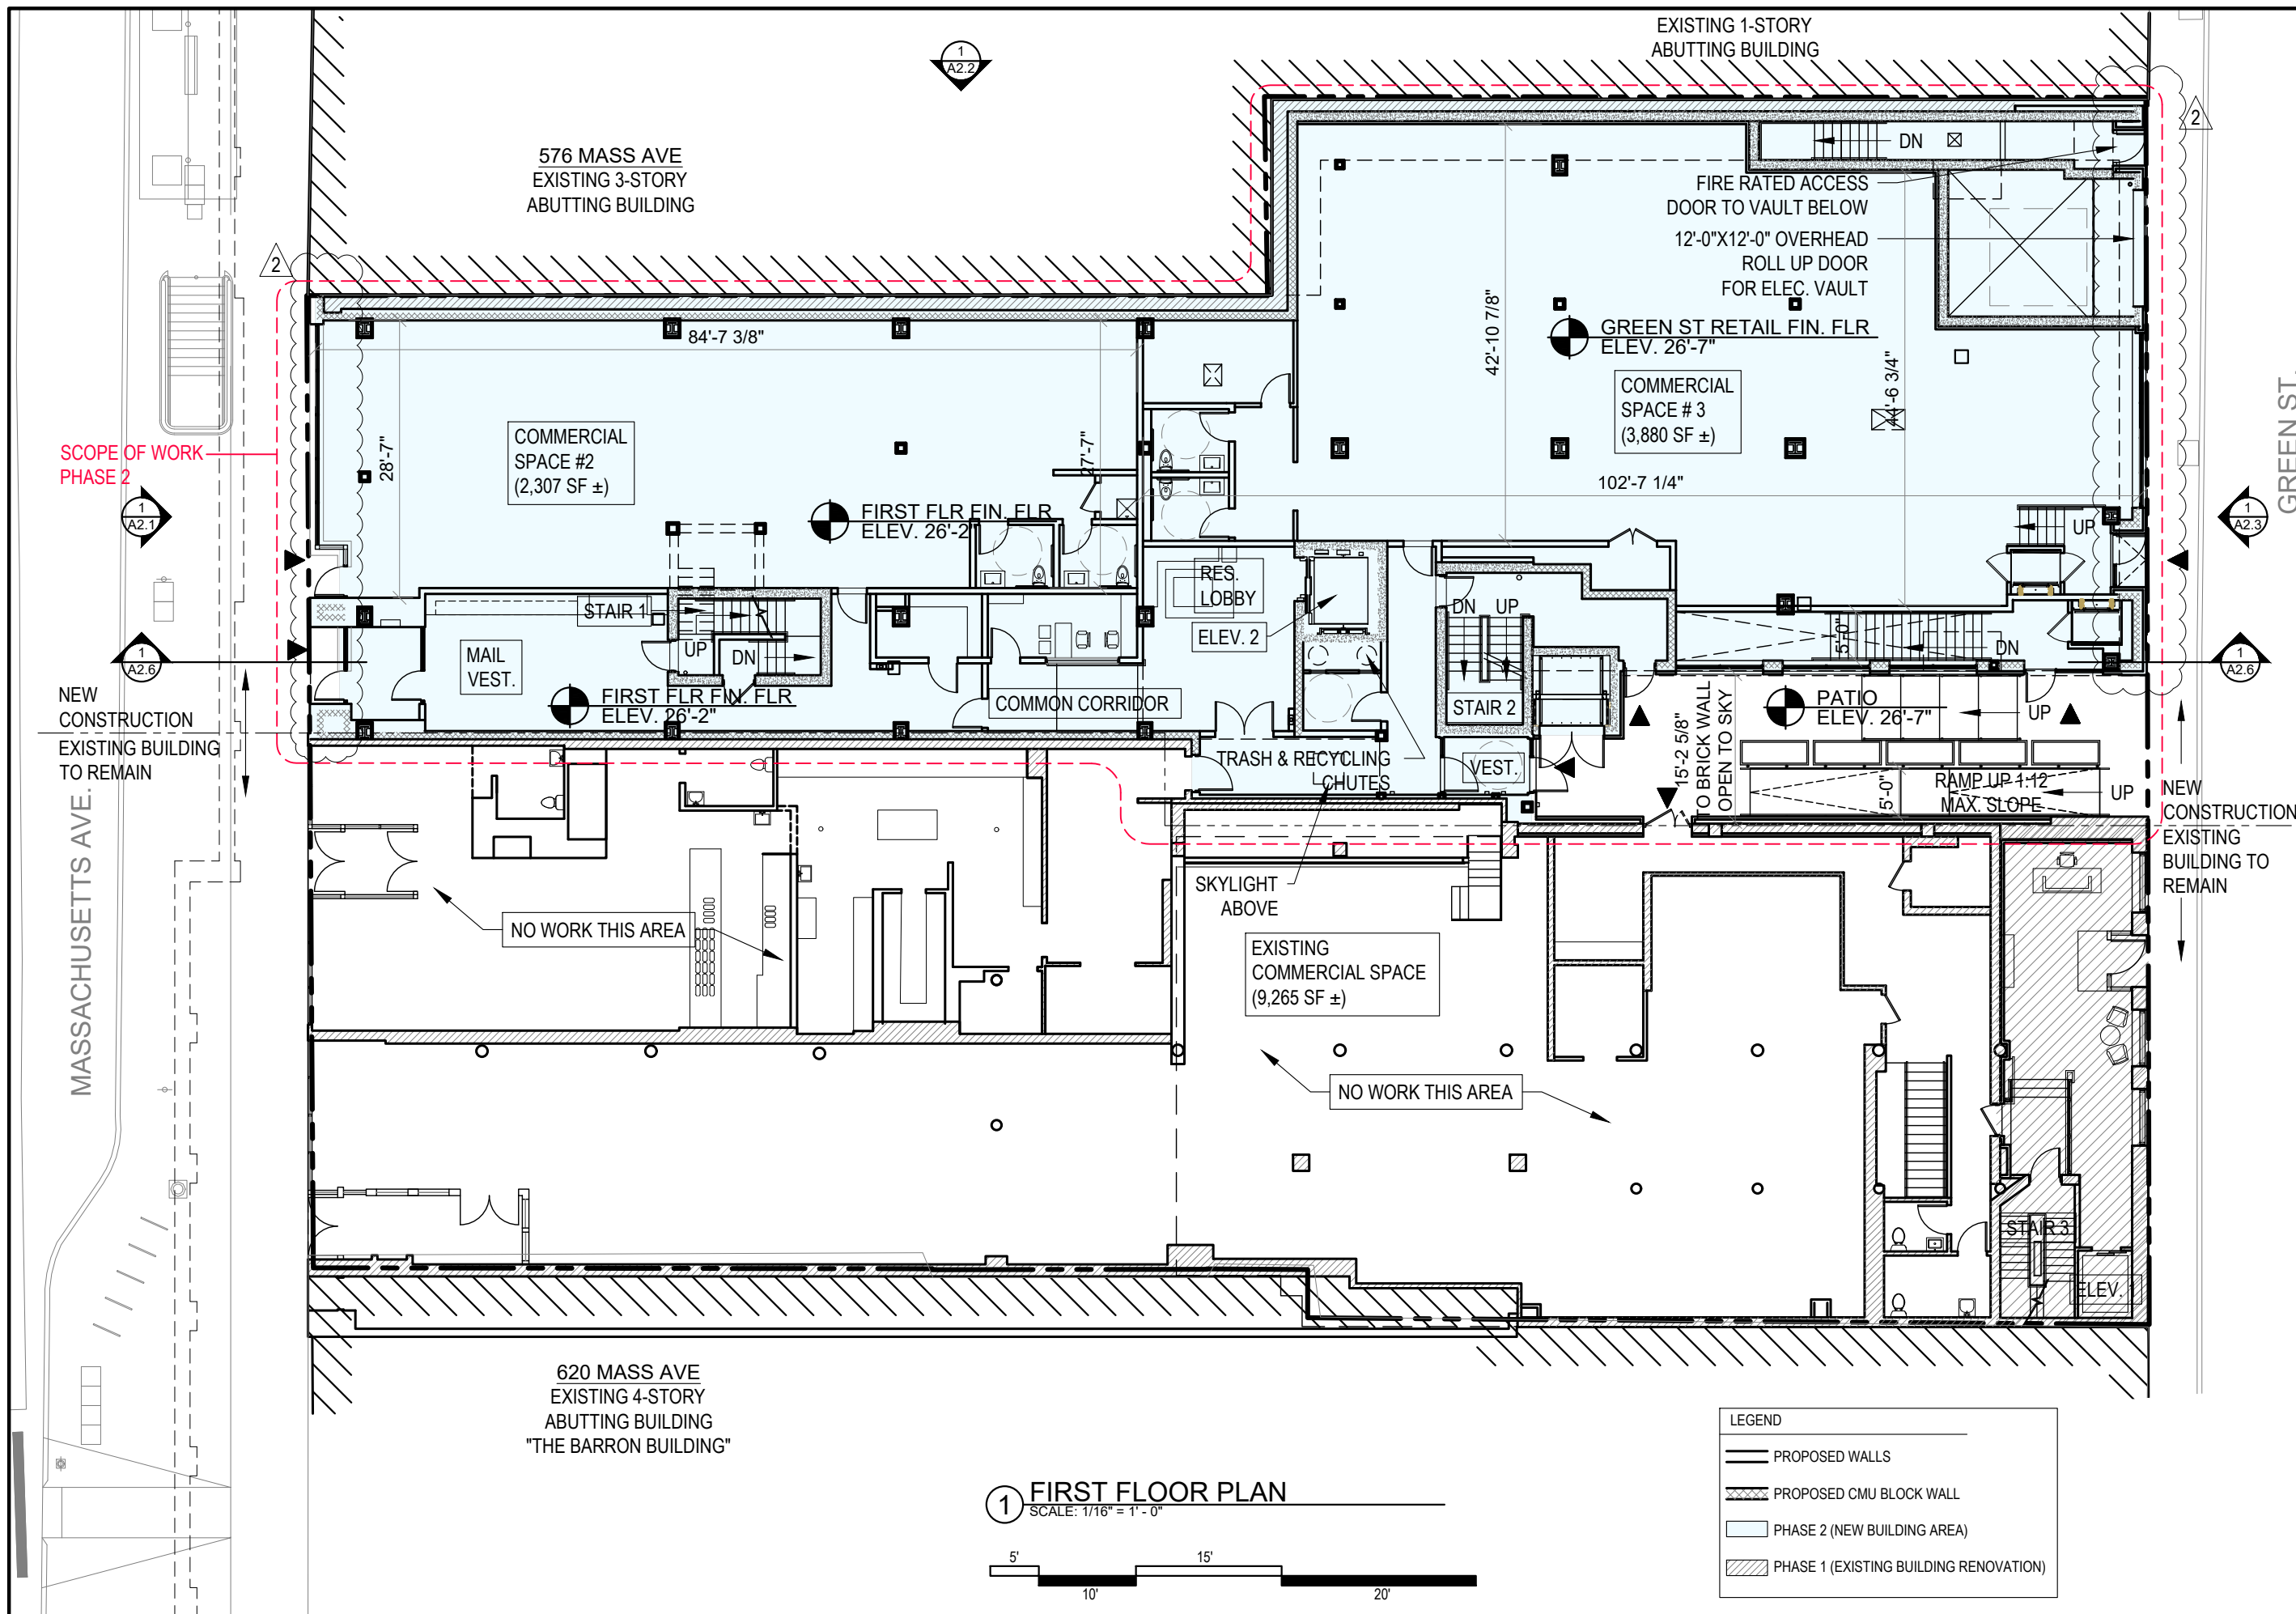 EXISTING 1-STORY
ABUTTING BUILDING
1
A2.2
2
576 MASS AVE
EXISTING 3-STORY
ABUTTING BUILDING
DN
FIRE RATED ACCESS
DOOR TO VAULT BELOW
12'-0"X12'-0" OVERHEAD
ROLL UP DOOR
FOR ELEC. VAULT
2
84'-7 3/8"
42'-10 7/8"
GREEN ST RETAIL FIN. FLR
ELEV. 26'-7"
COMMERCIAL
SPACE # 3
(3,880 SF ±)
44'-6 3/4"
GREEN ST.
SCOPE OF WORK
PHASE 2
28'-7"
COMMERCIAL
SPACE #2
(2,307 SF ±)
27'-7"
102'-7 1/4"
1
A2.1
FIRST FLR FIN. FLR
ELEV. 26'-2"
1
A2.3
UP
RES.
LOBBY
STAIR 1
DN
UP
ELEV. 2
UP
DN
5'-0"
DN
1
A2.6
MAIL
VEST.
1
A2.6
NEW
CONSTRUCTION
EXISTING BUILDING
TO REMAIN
FIRST FLR FIN. FLR
ELEV. 26'-2"
COMMON CORRIDOR
STAIR 2
15'-2 5/8"
TO BRICK WALL
OPEN TO SKY
PATIO
ELEV. 26'-7"
UP
TRASH & RECYCLING
CHUTES
VEST.
RAMP UP 1:12
MAX. SLOPE
5'-0"
UP
NEW
CONSTRUCTION
EXISTING
BUILDING TO
REMAIN
MASSACHUSETTS AVE.
SKYLIGHT
ABOVE
NO WORK THIS AREA
EXISTING
COMMERCIAL SPACE
(9,265 SF ±)
NO WORK THIS AREA
STAIR 3
ELEV.
620 MASS AVE
EXISTING 4-STORY
ABUTTING BUILDING
"THE BARRON BUILDING"
LEGEND
PROPOSED WALLS
PROPOSED CMU BLOCK WALL
PHASE 2 (NEW BUILDING AREA)
PHASE 1 (EXISTING BUILDING RENOVATION)
1
FIRST FLOOR PLAN
SCALE: 1/16" = 1' - 0"
5'
15'
10'
20'